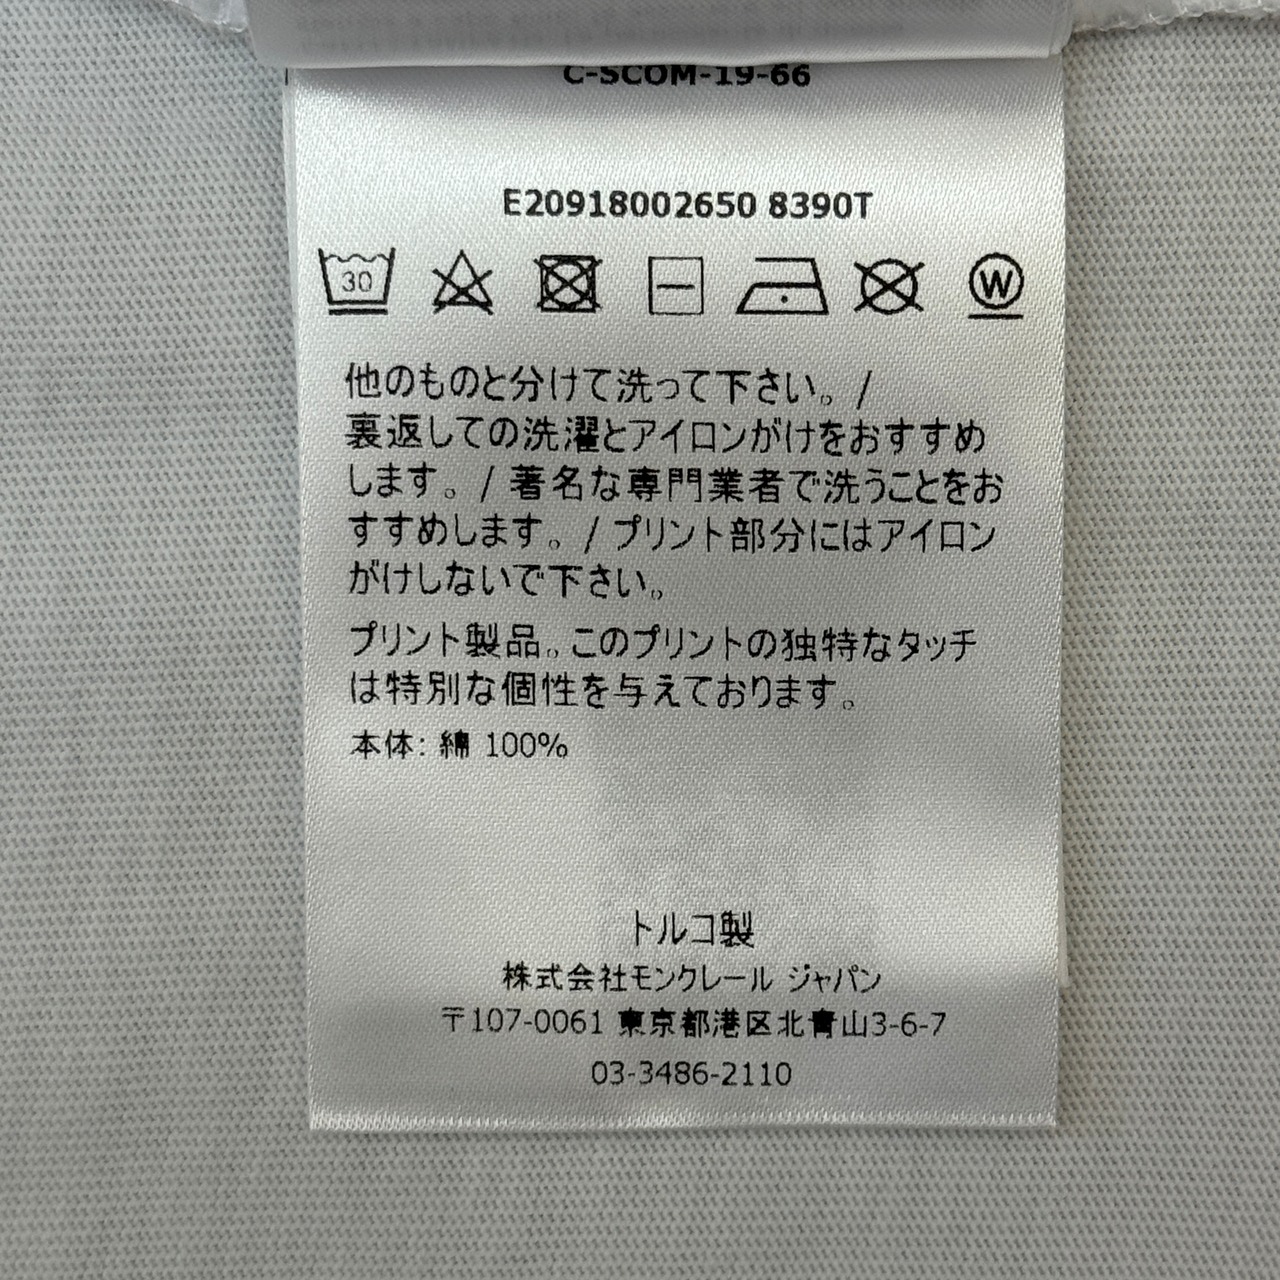 C-SCOM-19-66
E20918002650 8390T
30
W
他のものと分けて洗って下さい。/
裏返しての洗濯とアイロンがけをおすすめ
します。/ 著名な専門業者で洗うことをお
すすめします。/ プリント部分にはアイロン
がけしないで下さい。
プリント製品。このプリントの独特なタッチ
は特別な個性を与えております。
本体: 綿 100%
トルコ製
株式会社モンクレール ジャパン
〒107-0061 東京都港区北青山3-6-7
03-3486-2110